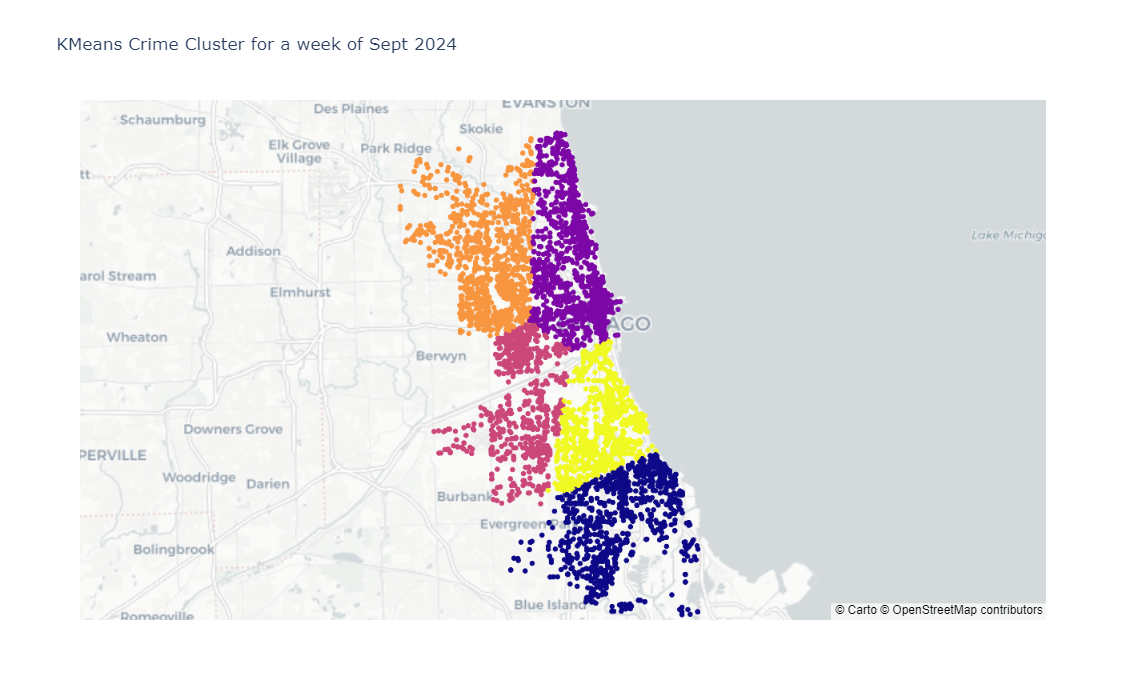 KMeans Crime Cluster for a week of Sept 2024
EVANSTON
Des Plaines
Schaumburg
Skokie
Elk Grove
Village
Park Ridge
tt
Lake Michiga
Addison
arol Stream
Elmhurst
AGO
Wheaton
Berwyn
Downers Grove
PERVILLE
Woodridge
Darien
Burbank
Evergreen Pa
Bolingbrook
Blue Island
© Carto © OpenStreetMap contributors
Romeoville